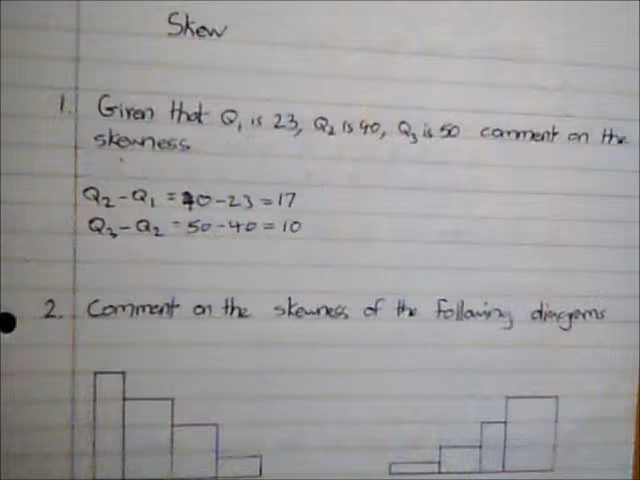 Skew
1. Given that Q₁ is 23, Q₂ is 40, Q₃ is 50 comment on the
skewness
Q₂-Q₁ = 40-23 = 17
Q₃-Q₂ = 50-40 = 10
2. Comment on the skewness of the following diagrams